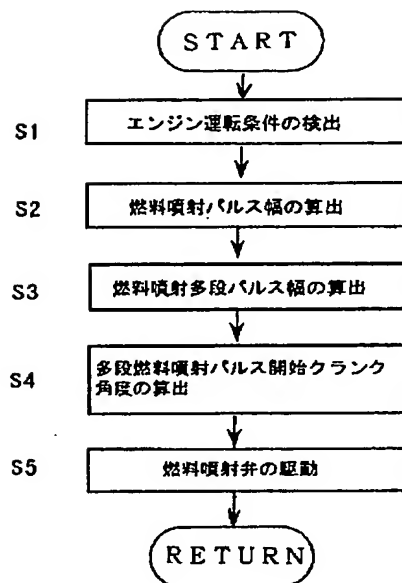 START
S1 エンジン運転条件の検出
S2 燃料噴射パルス幅の算出
S3 燃料噴射多段パルス幅の算出
S4 多段燃料噴射パルス開始クランク
角度の算出
S5 燃料噴射弁の駆動
RETURN